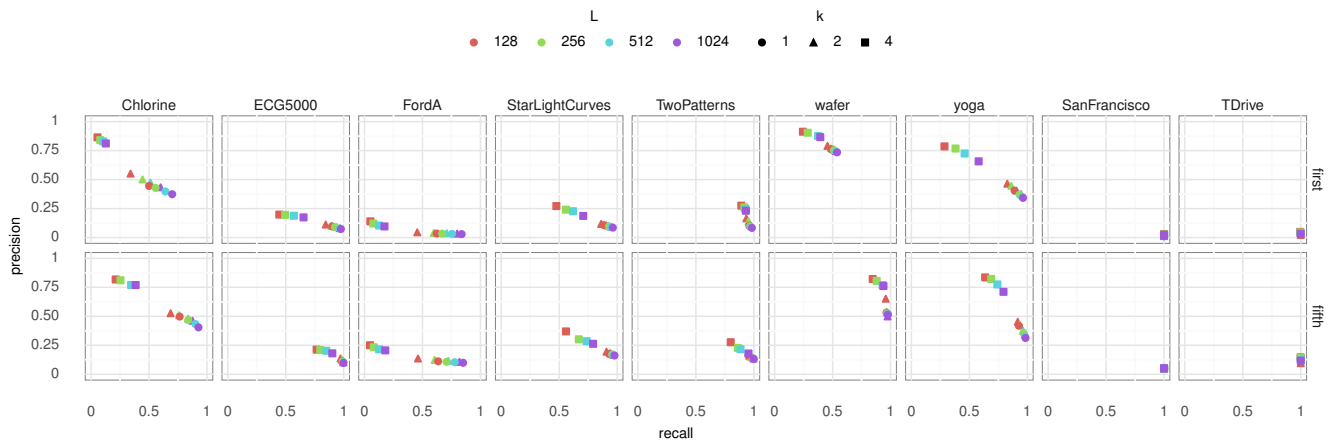 L k
128 256 512 1024 1 2 4
Chlorine ECG5000 FordA StarLightCurves TwoPatterns wafer yoga SanFrancisco TDrive
1
0.75
0.50
0.25
0
first
precision
1
0.75
0.50
0.25
0
fifth
0 0.5 1 0 0.5 1 0 0.5 1 0 0.5 1 0 0.5 1 0 0.5 1 0 0.5 1 0 0.5 1 0 0.5 1
recall